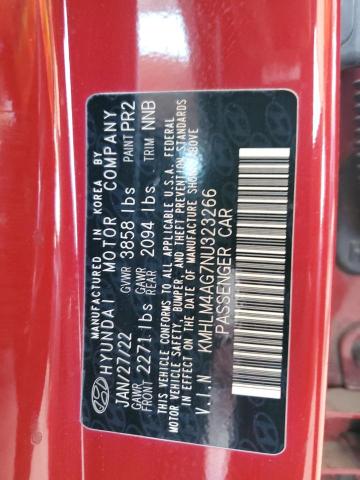 MANUFACTURED BY IN KOREA BY
HYUNDAI MOTOR COMPANY
JAN/27/22 GVWR 3858 lbs PAINT PR2
GAWR FRONT 2271 lbs GAWR REAR 2094 lbs TRIM NNB
THIS VEHICLE CONFORMS TO ALL APPLICABLE U.S.A. FEDERAL
MOTOR VEHICLE SAFETY, BUMPER, AND THEFT PREVENTION STANDARDS
IN EFFECT ON THE DATE OF MANUFACTURE SHOWN ABOVE
V.I.N KMHLM4AG7NU323266
PASSENGER CAR